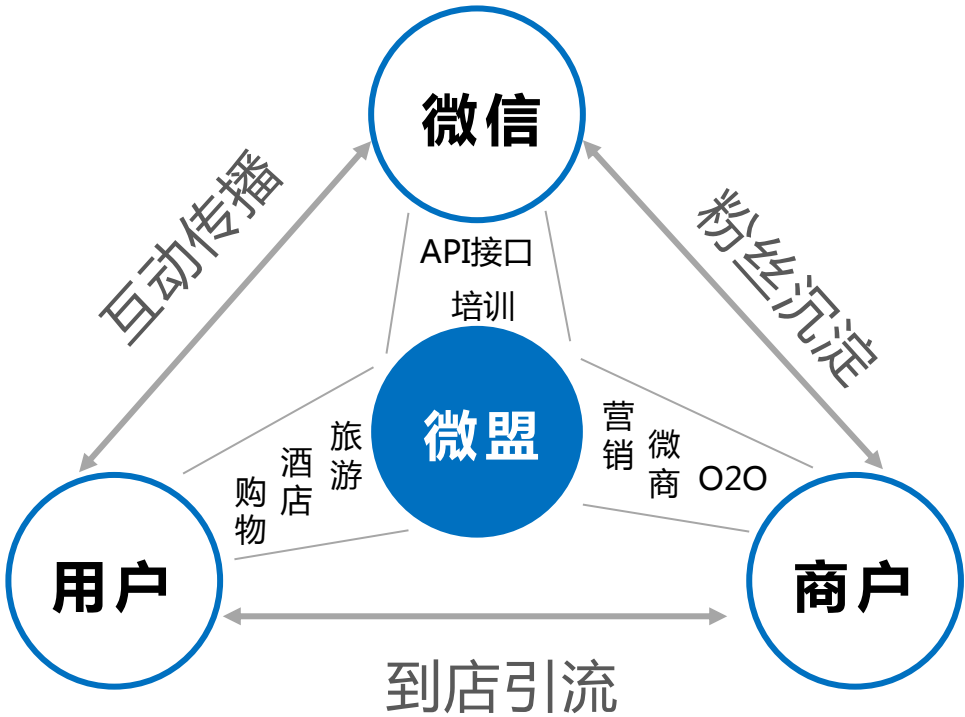 微信
互动传播
粉丝沉淀
API接口
培训
微盟
旅游
酒店
购物
营销
微商
O2O
用户
商户
到店引流